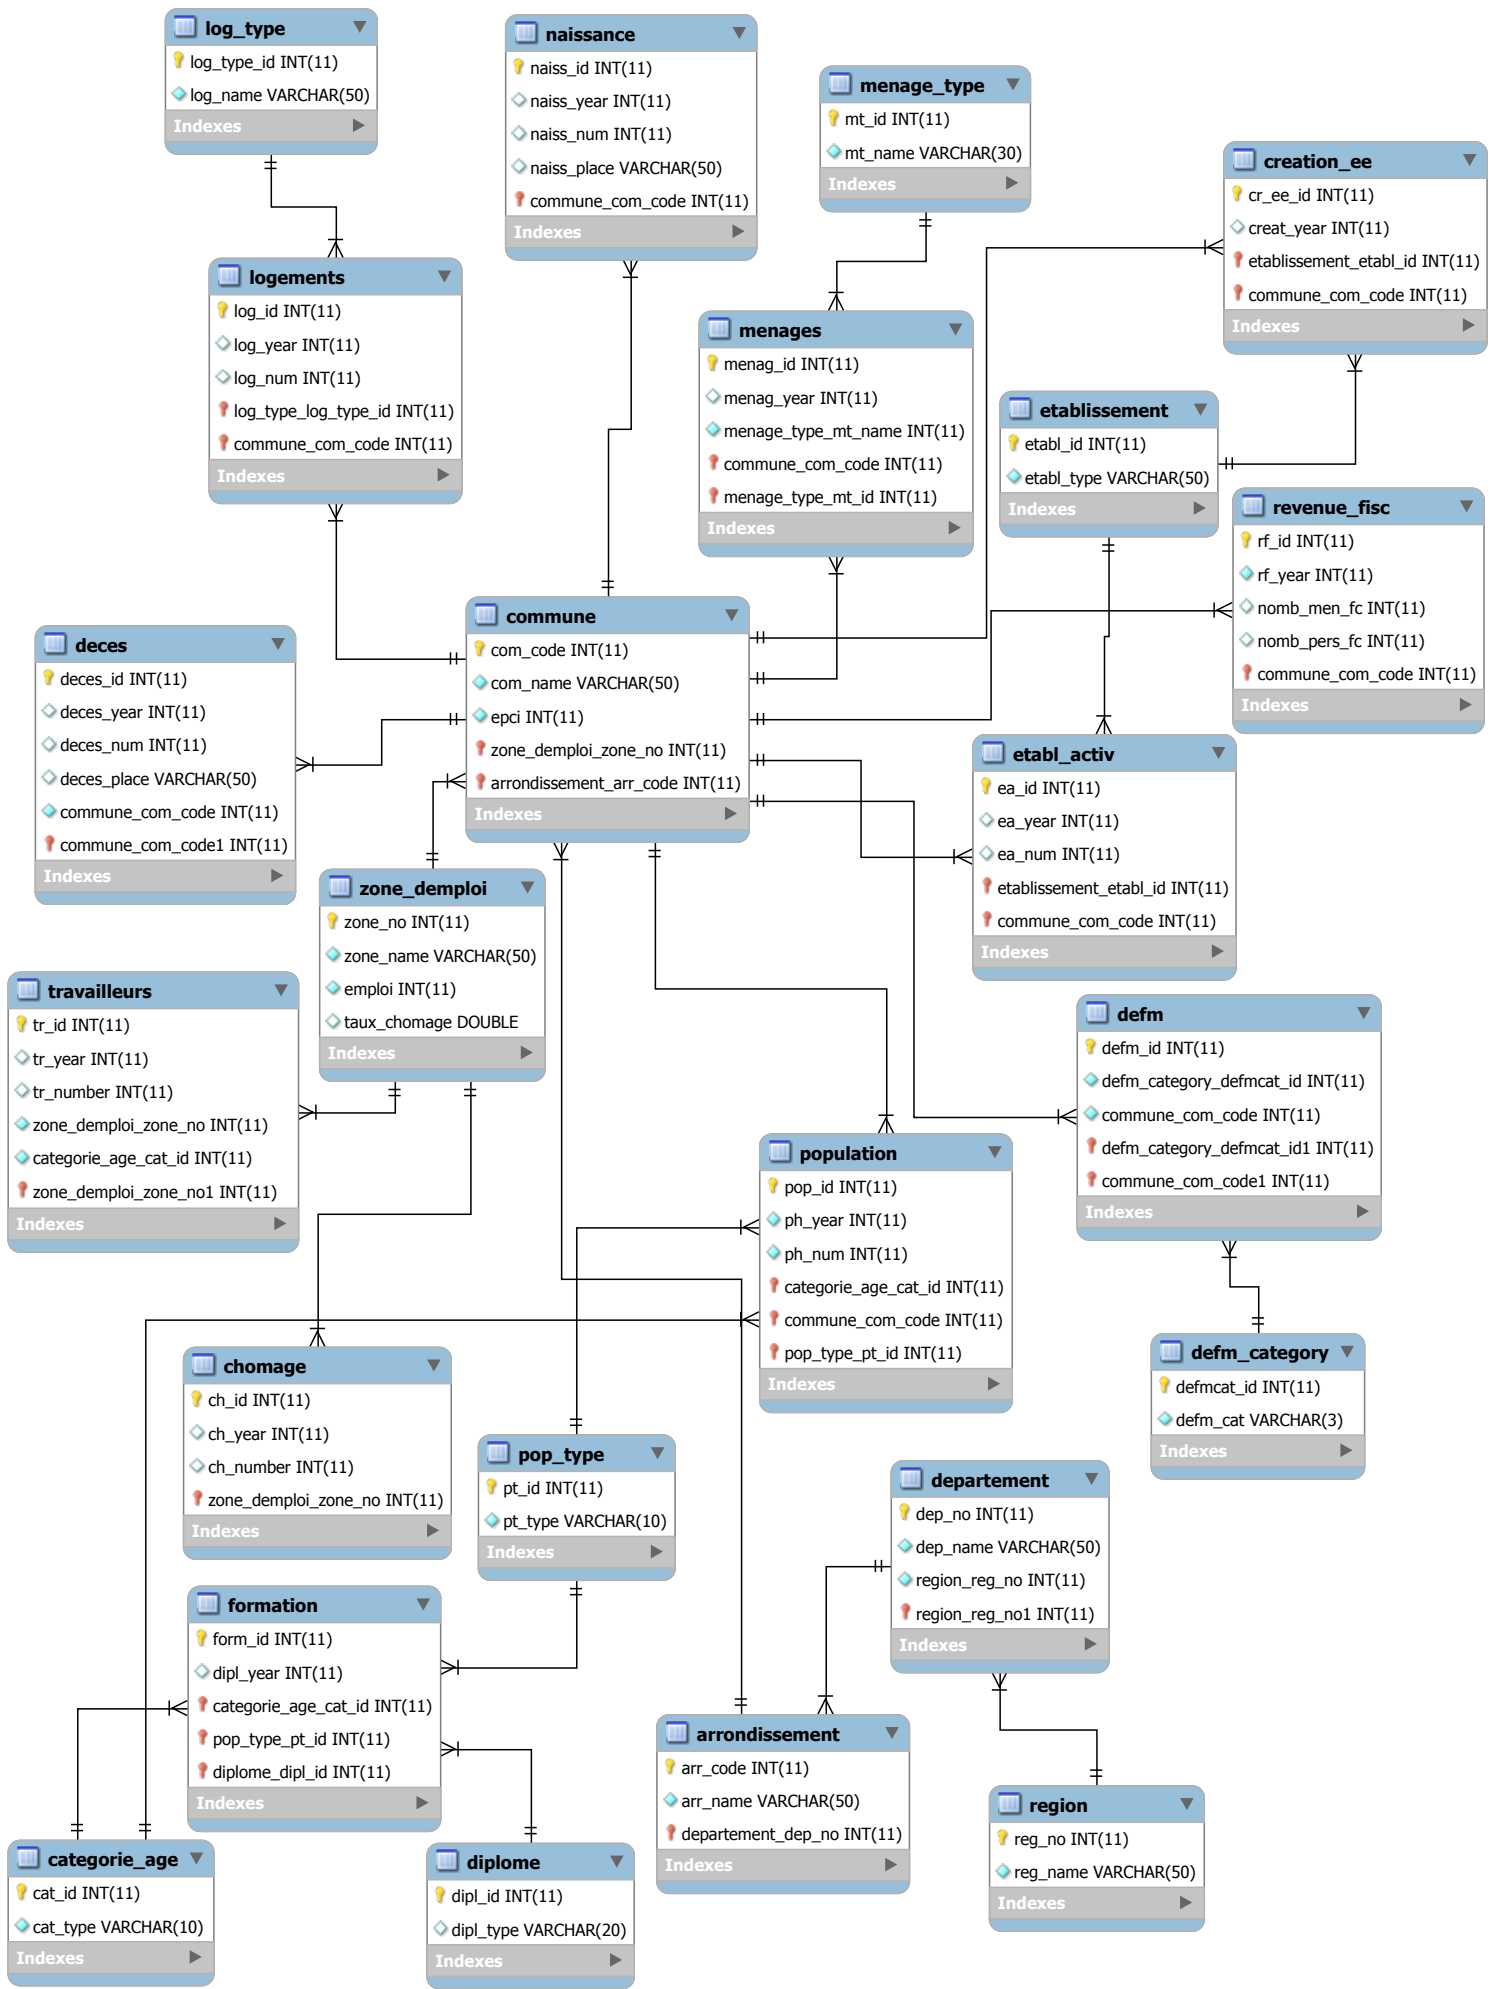 log_type
log_type_id INT(11)
log_name VARCHAR(50)
Indexes
naissance
naiss_id INT(11)
naiss_year INT(11)
naiss_num INT(11)
naiss_place VARCHAR(50)
commune_com_code INT(11)
Indexes
menage_type
mt_id INT(11)
mt_name VARCHAR(30)
Indexes
creation_ee
cr_ee_id INT(11)
creat_year INT(11)
etablissement_etabl_id INT(11)
commune_com_code INT(11)
Indexes
logements
log_id INT(11)
log_year INT(11)
log_num INT(11)
log_type_log_type_id INT(11)
commune_com_code INT(11)
Indexes
menages
menag_id INT(11)
menag_year INT(11)
menage_type_mt_name INT(11)
commune_com_code INT(11)
menage_type_mt_id INT(11)
Indexes
etablissement
etabl_id INT(11)
etabl_type VARCHAR(50)
Indexes
revenue_fisc
rf_id INT(11)
rf_year INT(11)
nomb_men_fc INT(11)
nomb_pers_fc INT(11)
commune_com_code INT(11)
Indexes
commune
com_code INT(11)
com_name VARCHAR(50)
epci INT(11)
zone_demploi_zone_no INT(11)
arrondissement_arr_code INT(11)
Indexes
deces
deces_id INT(11)
deces_year INT(11)
deces_num INT(11)
deces_place VARCHAR(50)
commune_com_code INT(11)
commune_com_code1 INT(11)
Indexes
etabl_activ
ea_id INT(11)
ea_year INT(11)
ea_num INT(11)
etablissement_etabl_id INT(11)
commune_com_code INT(11)
Indexes
zone_demploi
zone_no INT(11)
zone_name VARCHAR(50)
emploi INT(11)
taux_chomage DOUBLE
Indexes
travailleurs
tr_id INT(11)
tr_year INT(11)
tr_number INT(11)
zone_demploi_zone_no INT(11)
categorie_age_cat_id INT(11)
zone_demploi_zone_no1 INT(11)
Indexes
defm
defm_id INT(11)
defm_category_defmcat_id INT(11)
commune_com_code INT(11)
defm_category_defmcat_id1 INT(11)
commune_com_code1 INT(11)
Indexes
population
pop_id INT(11)
ph_year INT(11)
ph_num INT(11)
categorie_age_cat_id INT(11)
commune_com_code INT(11)
pop_type_pt_id INT(11)
Indexes
defm_category
defmcat_id INT(11)
defm_cat VARCHAR(3)
Indexes
chomage
ch_id INT(11)
ch_year INT(11)
ch_number INT(11)
zone_demploi_zone_no INT(11)
Indexes
pop_type
pt_id INT(11)
pt_type VARCHAR(10)
Indexes
departement
dep_no INT(11)
dep_name VARCHAR(50)
region_reg_no INT(11)
region_reg_no1 INT(11)
Indexes
formation
form_id INT(11)
dipl_year INT(11)
categorie_age_cat_id INT(11)
pop_type_pt_id INT(11)
diplome_dipl_id INT(11)
Indexes
arrondissement
arr_code INT(11)
arr_name VARCHAR(50)
departement_dep_no INT(11)
Indexes
region
reg_no INT(11)
reg_name VARCHAR(50)
Indexes
categorie_age
cat_id INT(11)
cat_type VARCHAR(10)
Indexes
diplome
dipl_id INT(11)
dipl_type VARCHAR(20)
Indexes